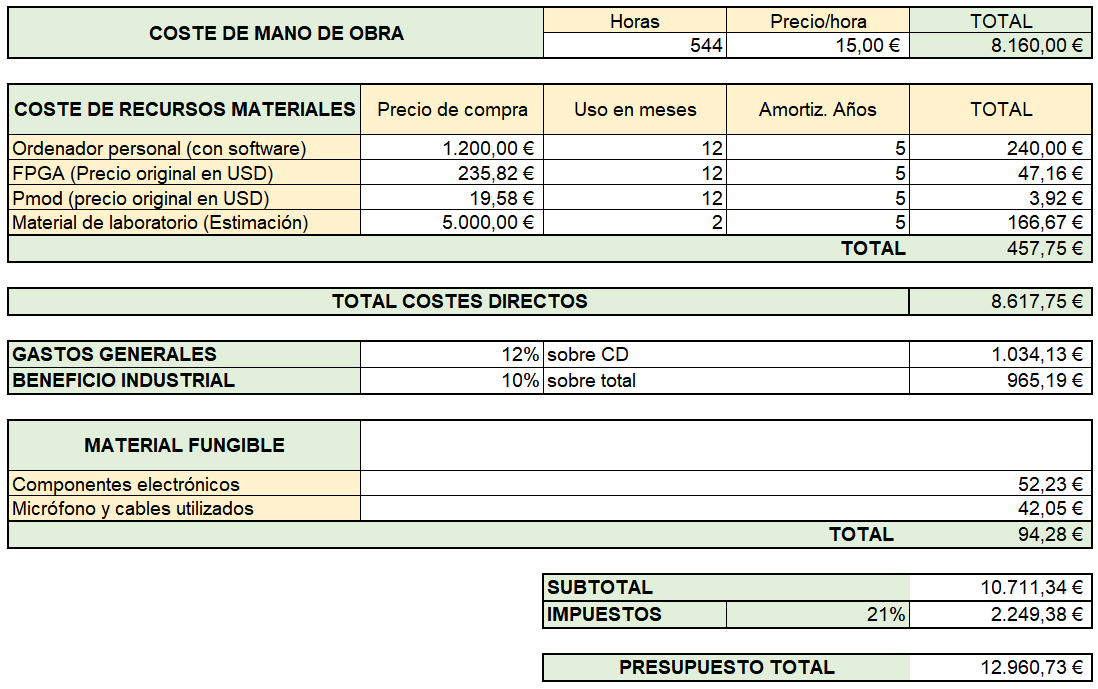 COSTE DE MANO DE OBRA Horas Precio/hora TOTAL
544 15,00 € 8.160,00 €
COSTE DE RECURSOS MATERIALES Precio de compra Uso en meses Amortiz. Años TOTAL
Ordenador personal (con software) 1.200,00 € 12 5 240,00 €
FPGA (Precio original en USD) 235,82 € 12 5 47,16 €
Pmod (precio original en USD) 19,58 € 12 5 3,92 €
Material de laboratorio (Estimación) 5.000,00 € 2 5 166,67 €
TOTAL 457,75 €
TOTAL COSTES DIRECTOS 8.617,75 €
GASTOS GENERALES 12% sobre CD 1.034,13 €
BENEFICIO INDUSTRIAL 10% sobre total 965,19 €
MATERIAL FUNGIBLE
Componentes electrónicos 52,23 €
Micrófono y cables utilizados 42,05 €
TOTAL 94,28 €
SUBTOTAL 10.711,34 €
IMPUESTOS 21% 2.249,38 €
PRESUPUESTO TOTAL 12.960,73 €